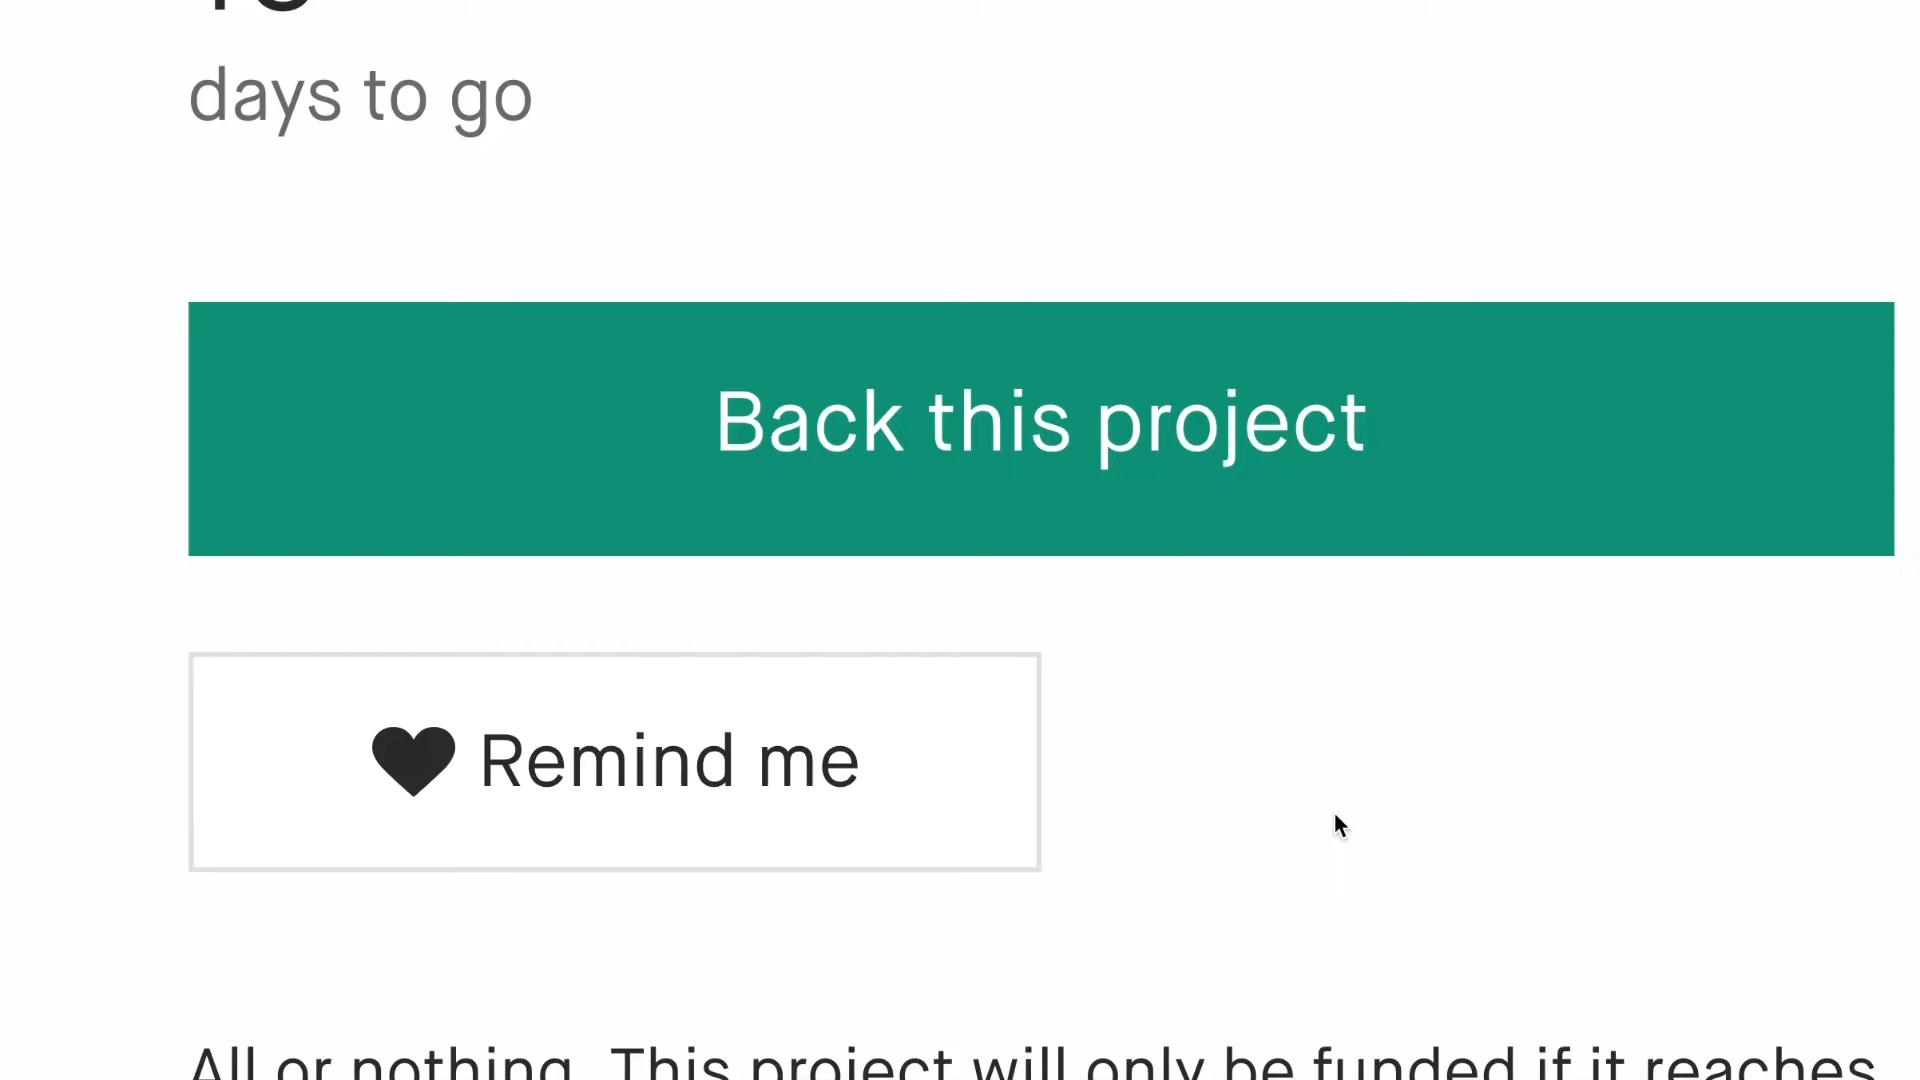 days to go
Back this project
Remind me
All or nothing. This project will only be funded if it reaches